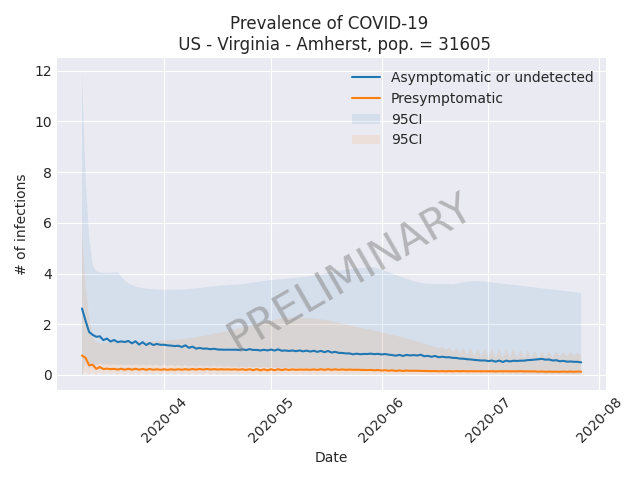 Prevalence of COVID-19
US - Virginia - Amherst, pop. = 31605
12
10
8
6
4
2
0
# of infections
Asymptomatic or undetected
Presymptomatic
95CI
95CI
PRELIMINARY
2020-04
2020-05
2020-06
2020-07
2020-08
Date